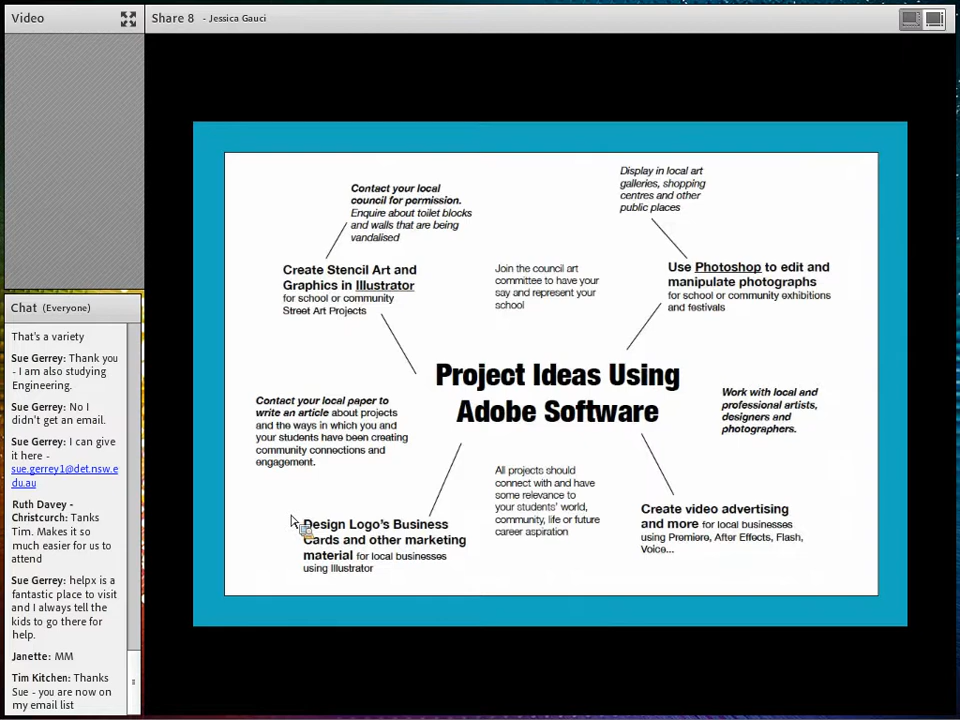 Video
Share 8 - Jessica Gauci
Chat (Everyone)
That's a variety
Sue Gerrey: Thank you
- I am also studying
Engineering.
Sue Gerrey: No I
didn't get an email.
Sue Gerrey: I can give
it here -
sue.gerrey1@det.nsw.e
du.au
Ruth Davey -
Christcurch: Tanks
Tim. Makes it so
much easier for us to
attend
Sue Gerrey: helpx is a
fantastic place to visit
and I always tell the
kids to go there for
help.
Janette: MM
Tim Kitchen: Thanks
Sue - you are now on
my email list
Contact your local
council for permission.
Enquire about toilet blocks
and walls that are being
vandalised
Create Stencil Art and
Graphics in Illustrator
for school or community
Street Art Projects
Join the council art
committee to have your
say and represent your
school
Display in local art
galleries, shopping
centres and other
public places
Use Photoshop to edit and
manipulate photographs
for school or community exhibitions
and festivals
Project Ideas Using
Adobe Software
Contact your local paper to
write an article about projects
and the ways in which you and
your students have been creating
community connections and
engagement.
Work with local and
professional artists,
designers and
photographers.
Design Logo's Business
Cards and other marketing
material for local businesses
using Illustrator
All projects should
connect with and have
some relevance to
your students' world,
community, life or future
career aspiration
Create video advertising
and more for local businesses
using Premiere, After Effects, Flash,
Voice...